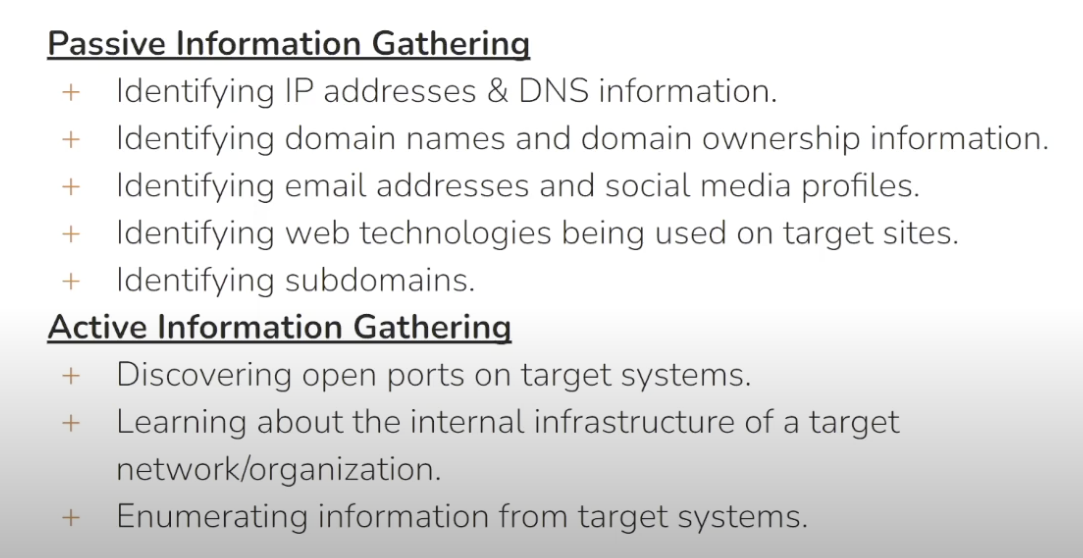 Passive Information Gathering
+ Identifying IP addresses & DNS information.
+ Identifying domain names and domain ownership information.
+ Identifying email addresses and social media profiles.
+ Identifying web technologies being used on target sites.
+ Identifying subdomains.
Active Information Gathering
+ Discovering open ports on target systems.
+ Learning about the internal infrastructure of a target
network/organization.
+ Enumerating information from target systems.